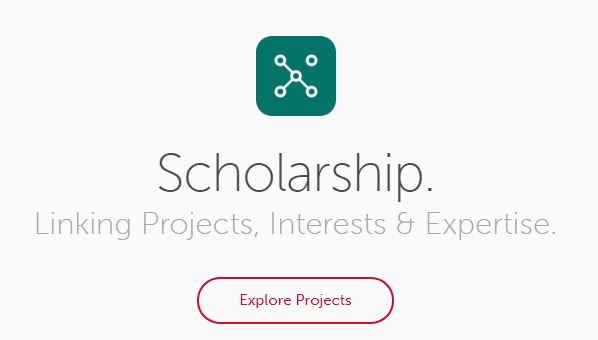 Scholarship.
Linking Projects, Interests & Expertise.
Explore Projects